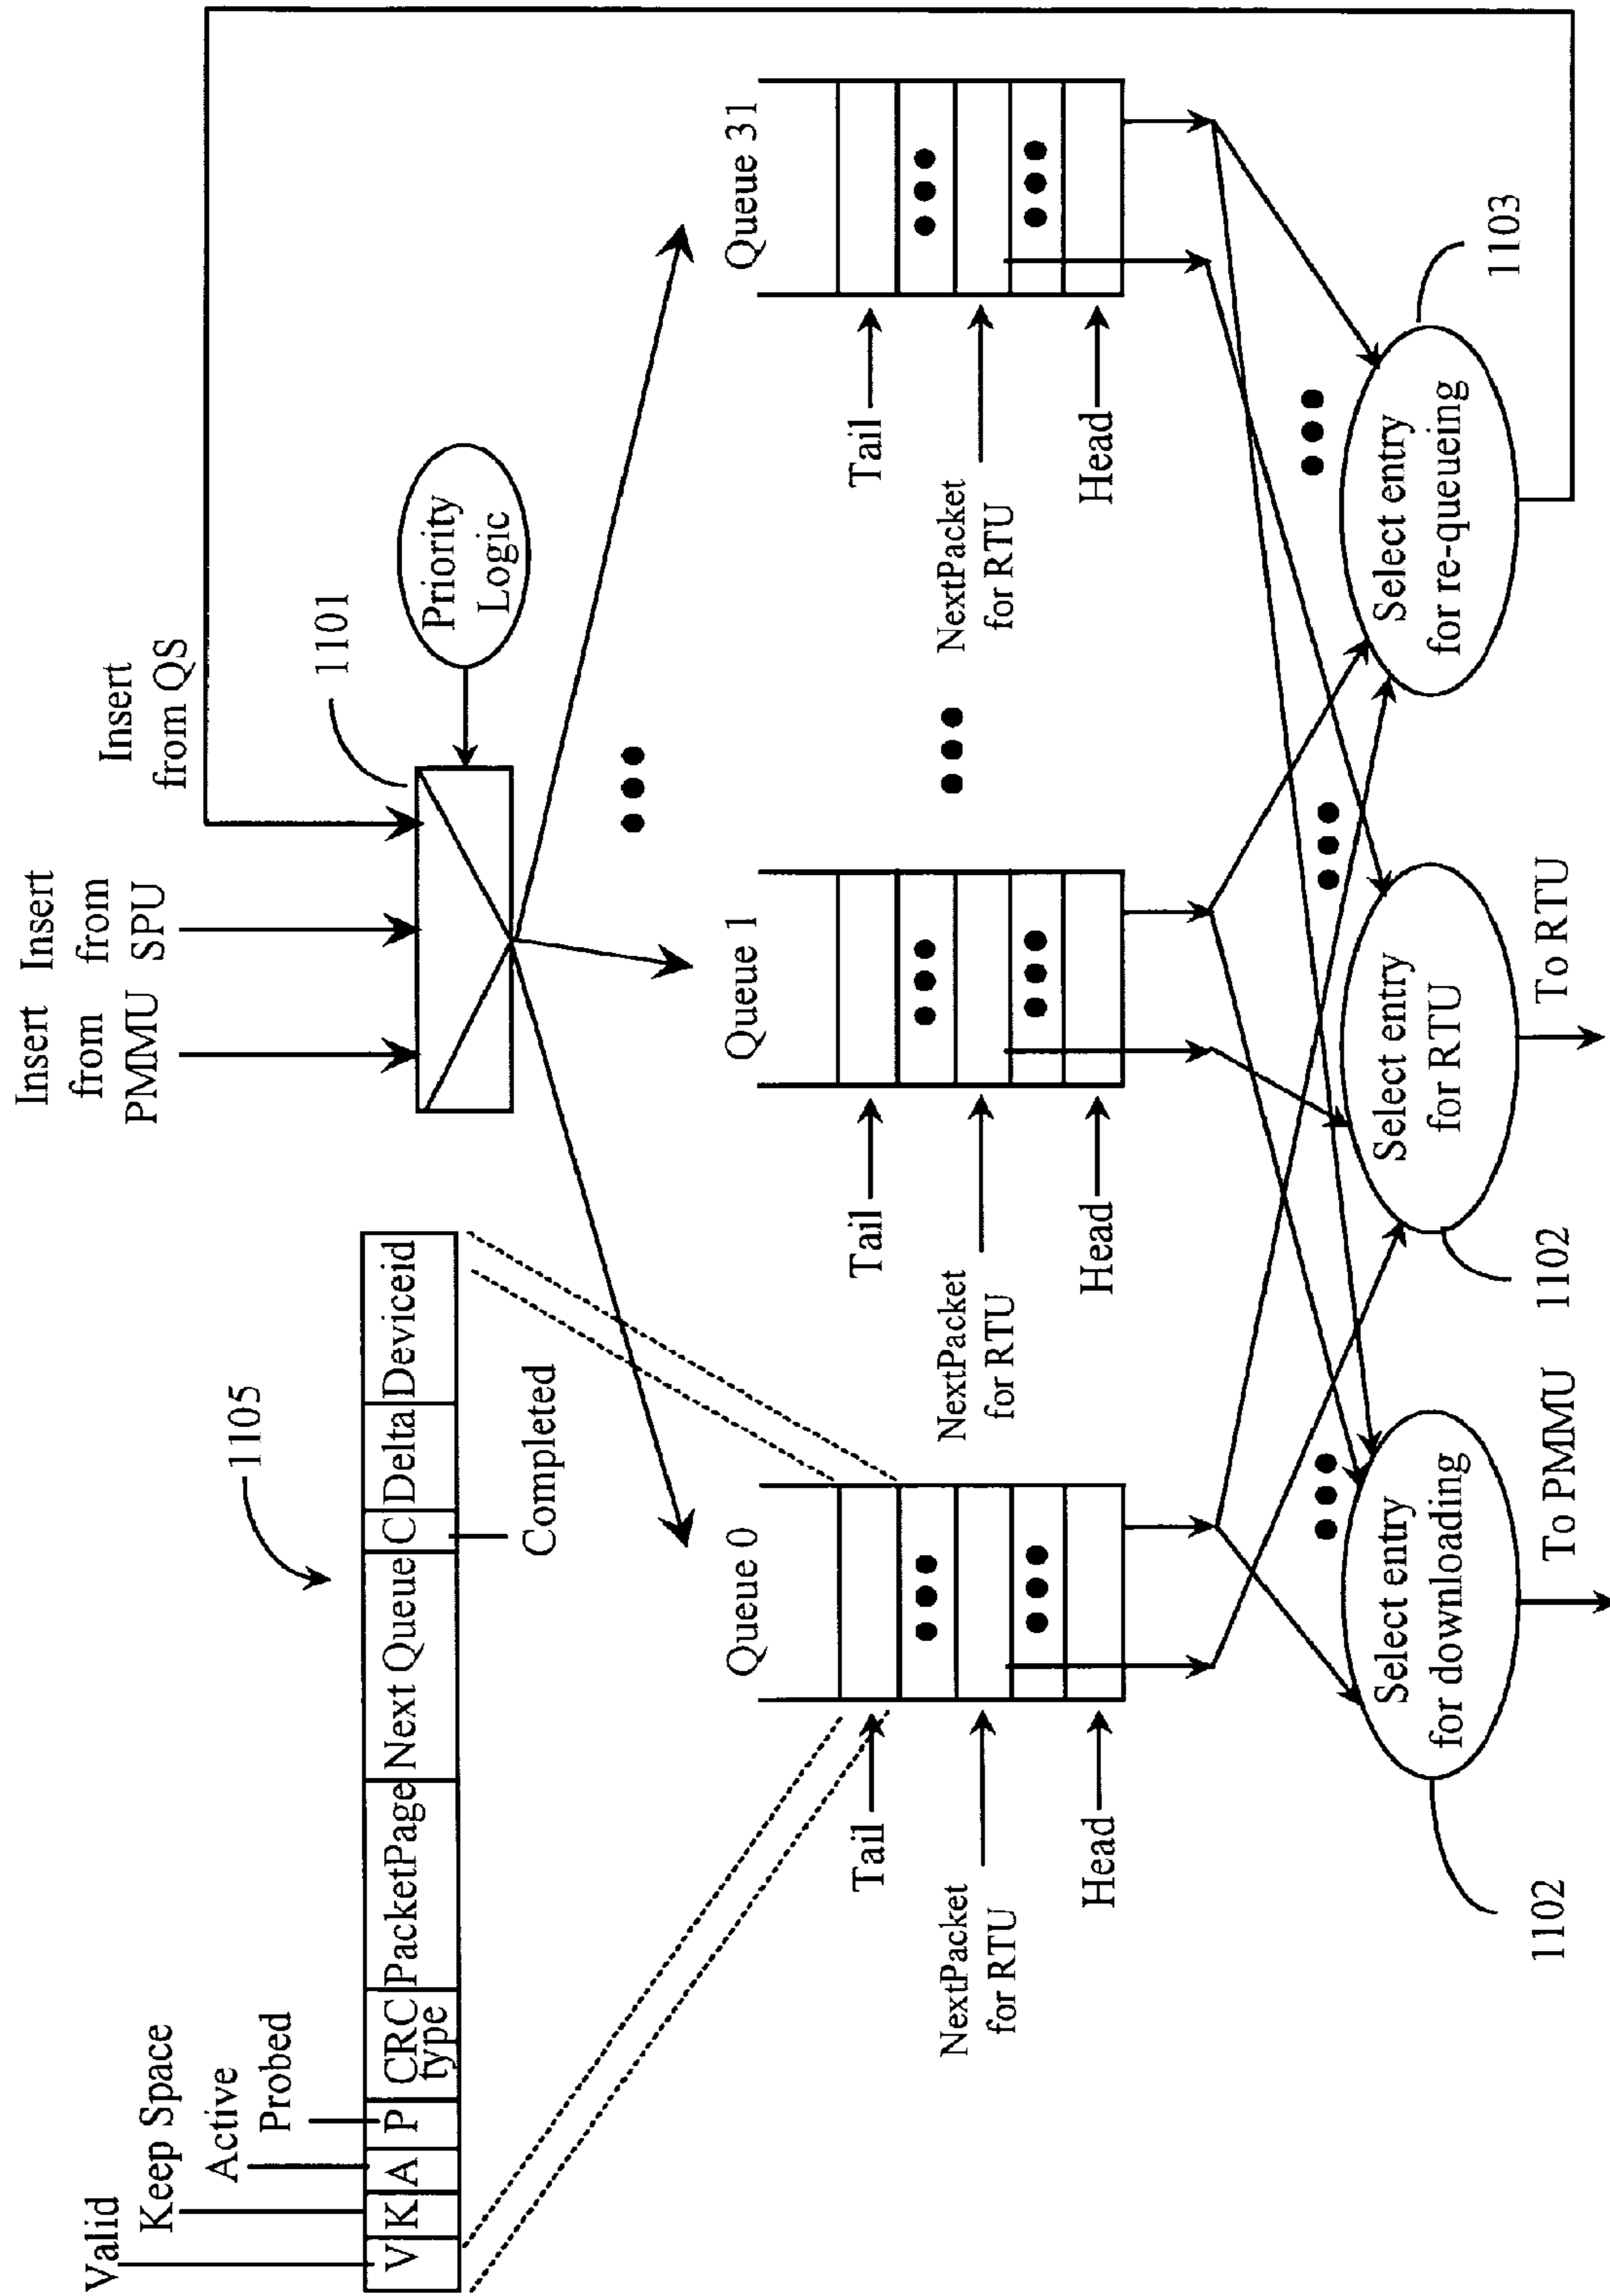 Insert
from
PMMU
Insert
from
SPU
Insert
from QS
1101
Priority
Logic
1105
Valid
Keep Space
Active
Probed
V
K
A
P
CRC
type
PacketPage
Next Queue
C
Delta
Deviceid
Completed
Queue 0
Tail
NextPacket
for RTU
Head
Queue 1
Tail
NextPacket
for RTU
Head
Queue 31
Tail
NextPacket
for RTU
Head
Select entry
for downloading
1102
To PMMU
Select entry
for RTU
1102
To RTU
Select entry
for re-queueing
1103